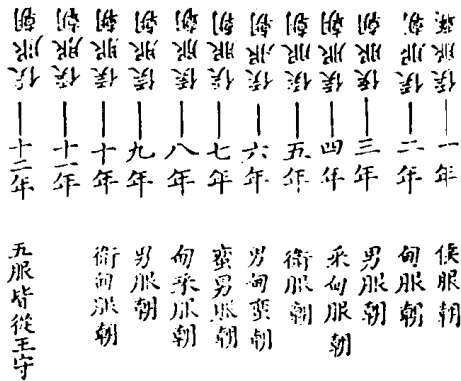 侯服朝 一年 侯服朝
侯服朝 二年 甸服朝
侯服朝 三年 男服朝
侯服朝 四年 采甸服朝
侯服朝 五年 衛服朝
侯服朝 六年 男甸蠻朝
侯服朝 七年 蠻男服朝
侯服朝 八年 甸采服朝
侯服朝 九年 男服朝
侯服朝 十年 衛甸服朝
侯服朝 十一年
侯服朝 十二年 五服皆從王守